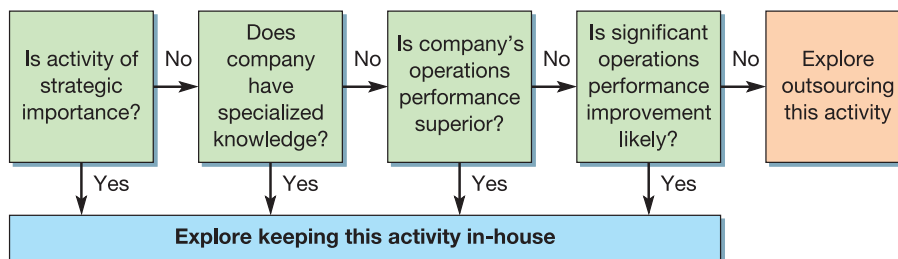 Is activity of
strategic
importance?
No
Does
company
have
specialized
knowledge?
No
Is company's
operations
performance
superior?
No
Is significant
operations
performance
improvement
likely?
No
Explore
outsourcing
this activity
Yes
Yes
Yes
Yes
Explore keeping this activity in-house